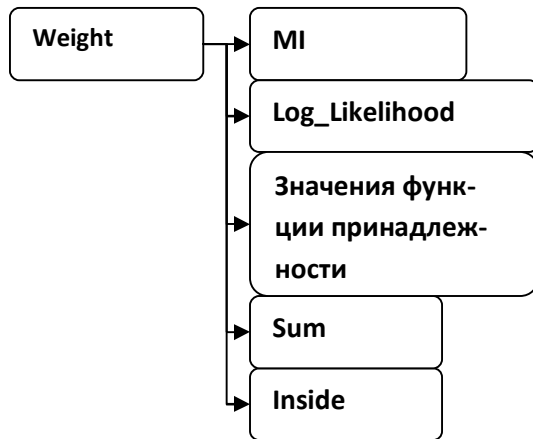 Weight
MI
Log_Likelihood
Значения функ-
ции принадлеж-
ности
Sum
Inside